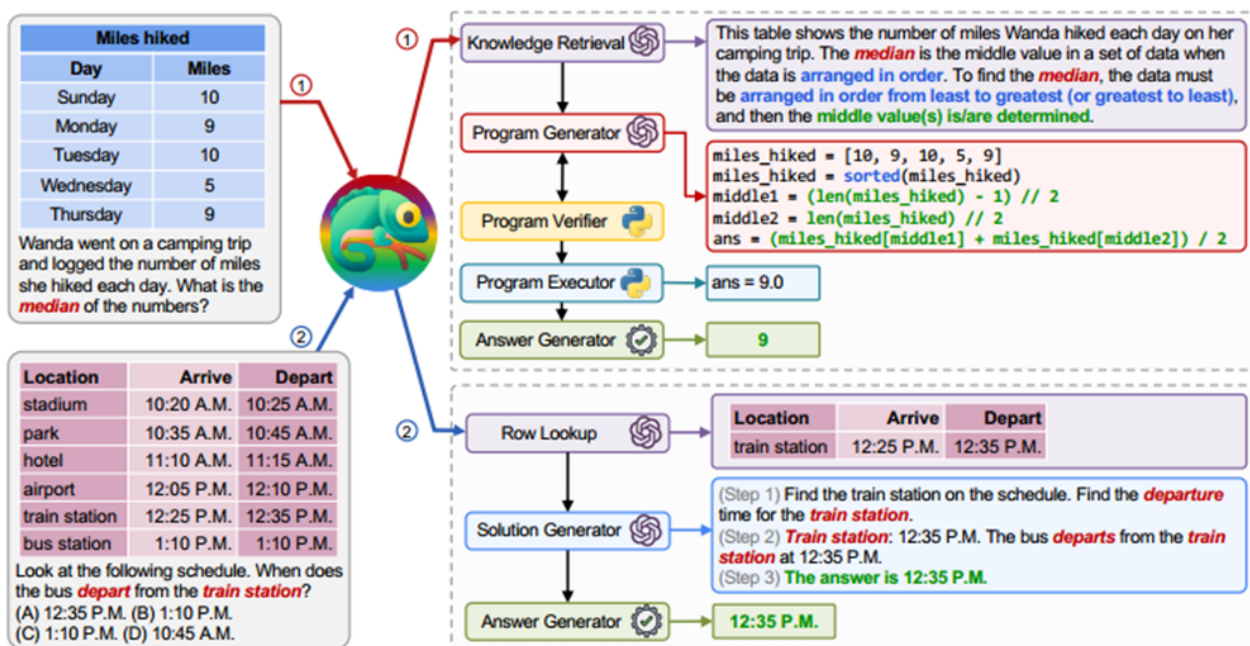 Miles hiked
Day Miles
Sunday 10
Monday 9
Tuesday 10
Wednesday 5
Thursday 9
Wanda went on a camping trip
and logged the number of miles
she hiked each day. What is the
median of the numbers?
①
Location Arrive Depart
stadium 10:20 A.M. 10:25 A.M.
park 10:35 A.M. 10:45 A.M.
hotel 11:10 A.M. 11:15 A.M.
airport 12:05 P.M. 12:10 P.M.
train station 12:25 P.M. 12:35 P.M.
bus station 1:10 P.M. 1:10 P.M.
Look at the following schedule. When does
the bus depart from the train station?
(A) 12:35 P.M. (B) 1:10 P.M.
(C) 1:10 P.M. (D) 10:45 A.M.
②
①
Knowledge Retrieval
This table shows the number of miles Wanda hiked each day on her
camping trip. The median is the middle value in a set of data when
the data is arranged in order. To find the median, the data must
be arranged in order from least to greatest (or greatest to least),
and then the middle value(s) is/are determined.
Program Generator
miles_hiked = [10, 9, 10, 5, 9]
miles_hiked = sorted(miles_hiked)
middle1 = (len(miles_hiked) - 1) // 2
middle2 = len(miles_hiked) // 2
ans = (miles_hiked[middle1] + miles_hiked[middle2]) / 2
Program Verifier
Program Executor
ans = 9.0
Answer Generator
9
②
Row Lookup
Location Arrive Depart
train station 12:25 P.M. 12:35 P.M.
Solution Generator
(Step 1) Find the train station on the schedule. Find the departure
time for the train station.
(Step 2) Train station: 12:35 P.M. The bus departs from the train
station at 12:35 P.M.
(Step 3) The answer is 12:35 P.M.
Answer Generator
12:35 P.M.